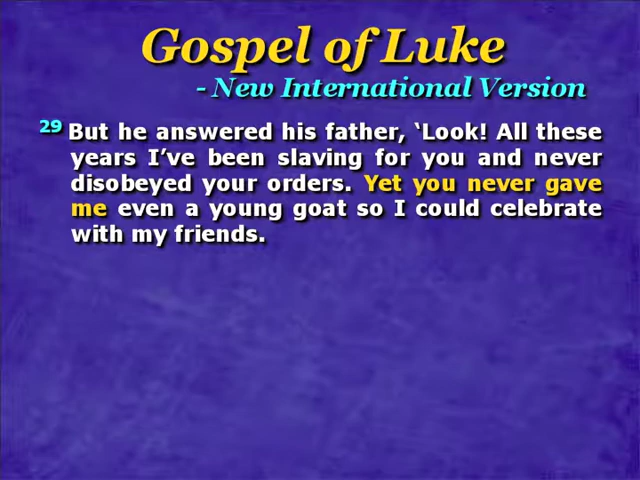 Gospel of Luke
- New International Version
29 But he answered his father, ‘Look! All these
years I’ve been slaving for you and never
disobeyed your orders. Yet you never gave
me even a young goat so I could celebrate
with my friends.